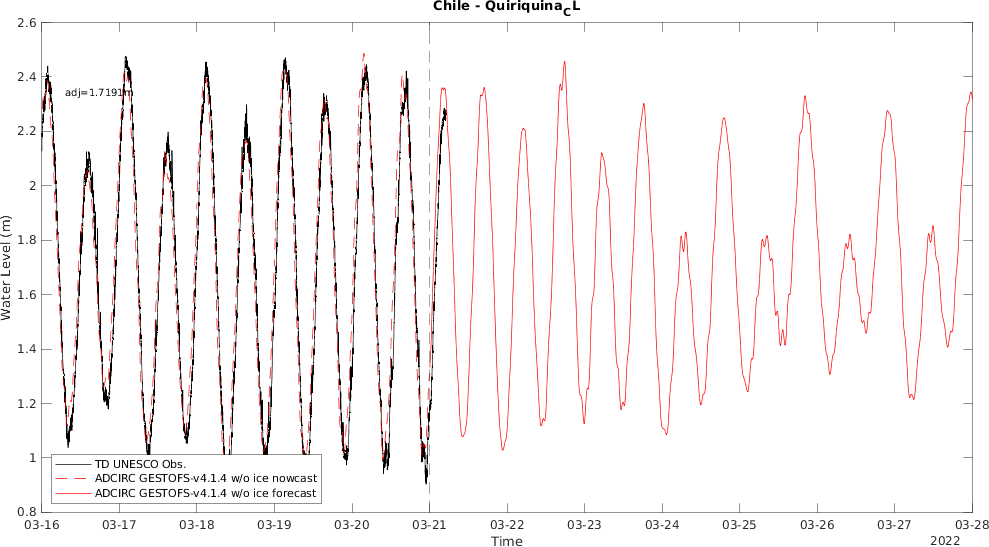 Chile - Quiriquina_CL
2.6
2.4
2.2
2
1.8
1.6
1.4
1.2
1
0.8
Water Level (m)
adj=1.7191m
TD UNESCO Obs.
ADCIRC GESTOFS-v4.1.4 w/o ice nowcast
ADCIRC GESTOFS-v4.1.4 w/o ice forecast
03-16 03-17 03-18 03-19 03-20 03-21 03-22 03-23 03-24 03-25 03-26 03-27 03-28
Time
2022